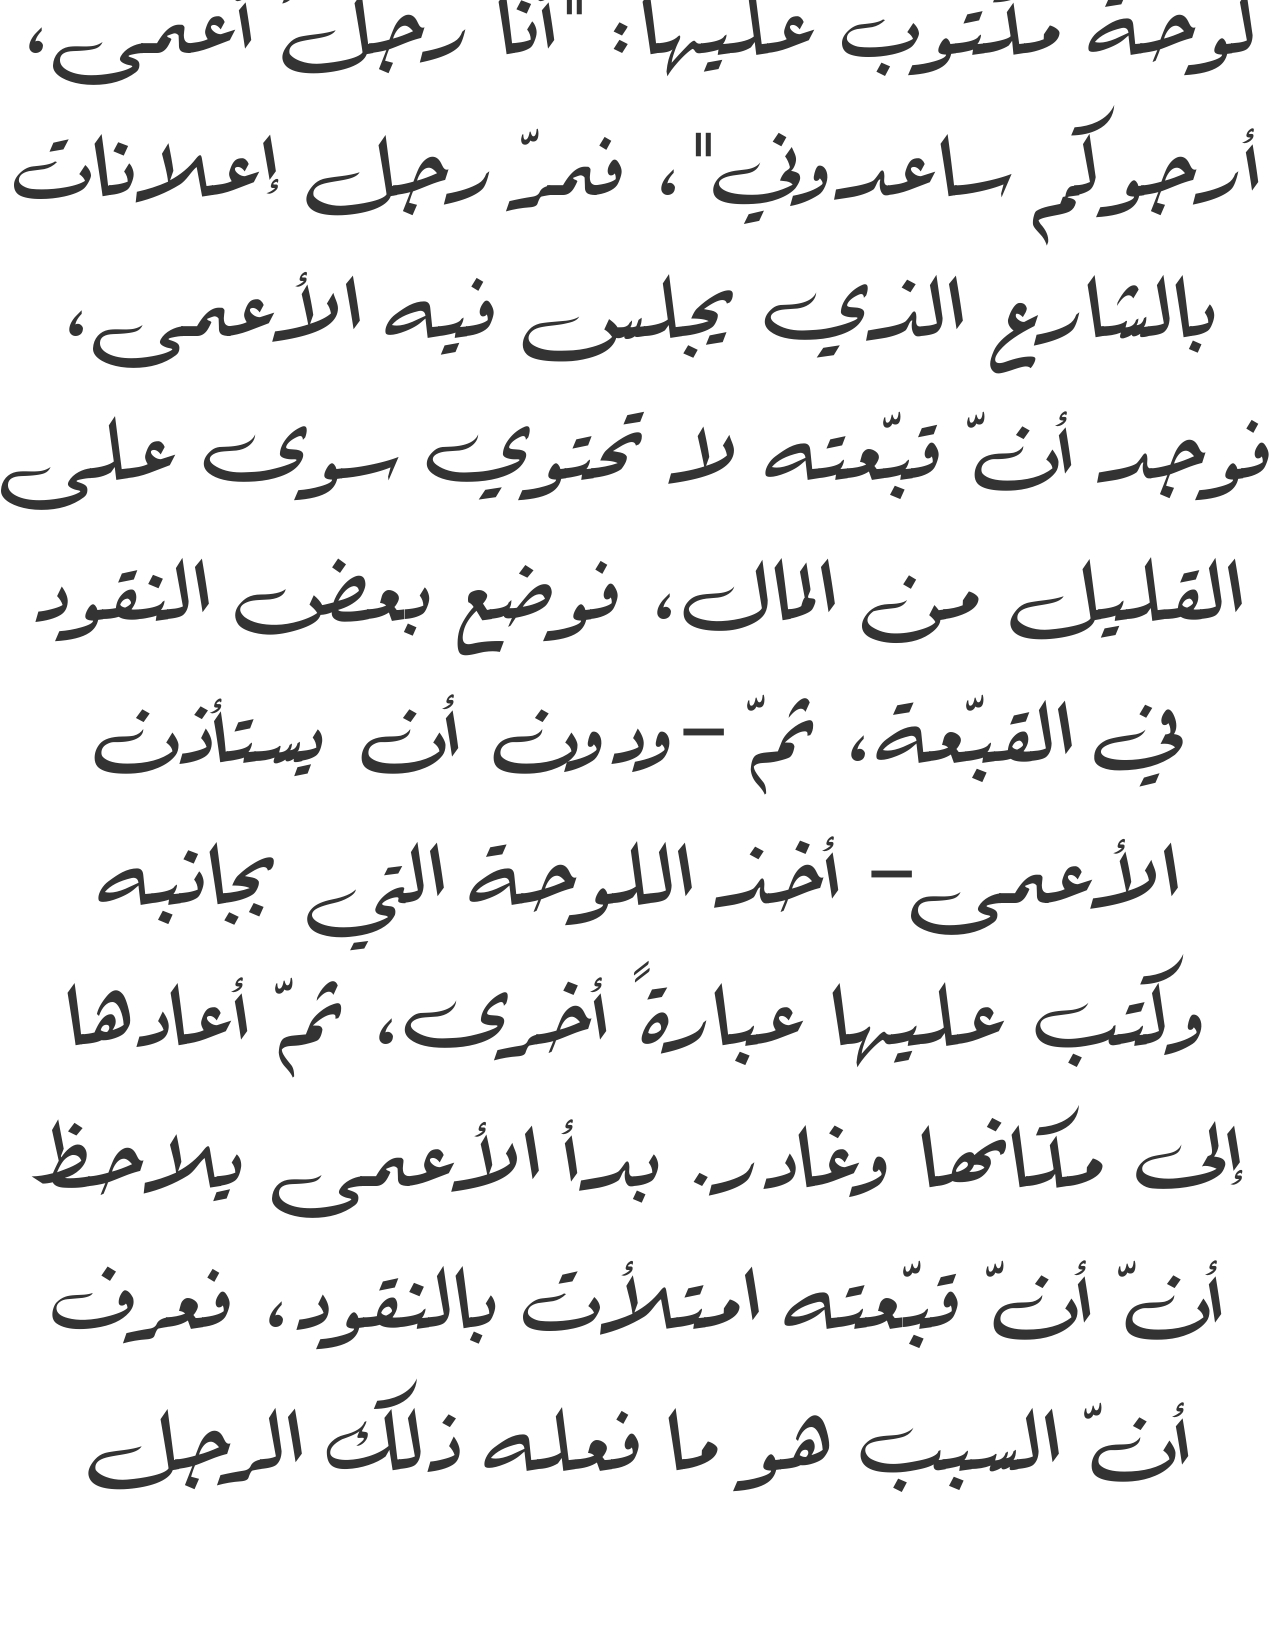 لوحة مكتوب عليها: "أنا رجل أعمى،
أرجوكم ساعدوني"، فمرّ رجل إعلانات
بالشارع الذي يجلس فيه الأعمى،
فوجد أنّ قبّعته لا تحتوي سوى على
القليل من المال، فوضع بعض النقود
في القبّعة، ثمّ –ودون أن يستأذن
الأعمى– أخذ اللوحة التي بجانبه
وكتب عليها عبارةً أخرى، ثمّ أعادها
إلى مكانها وغادر. بدأ الأعمى يلاحظ
أنّ أنّ قبّعته امتلأت بالنقود، فعرف
أنّ السبب هو ما فعله ذلك الرجل